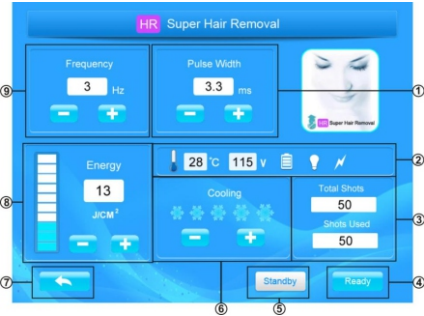 HR Super Hair Removal
Frequency
3 Hz
Pulse Width
3.3 ms
HR Super Hair Removal
⑨
①
28 °C 115 v
②
Energy
13
J/CM²
Cooling
Total Shots
50
Shots Used
50
⑧
③
⑦
Standby
Ready
④
⑥
⑤